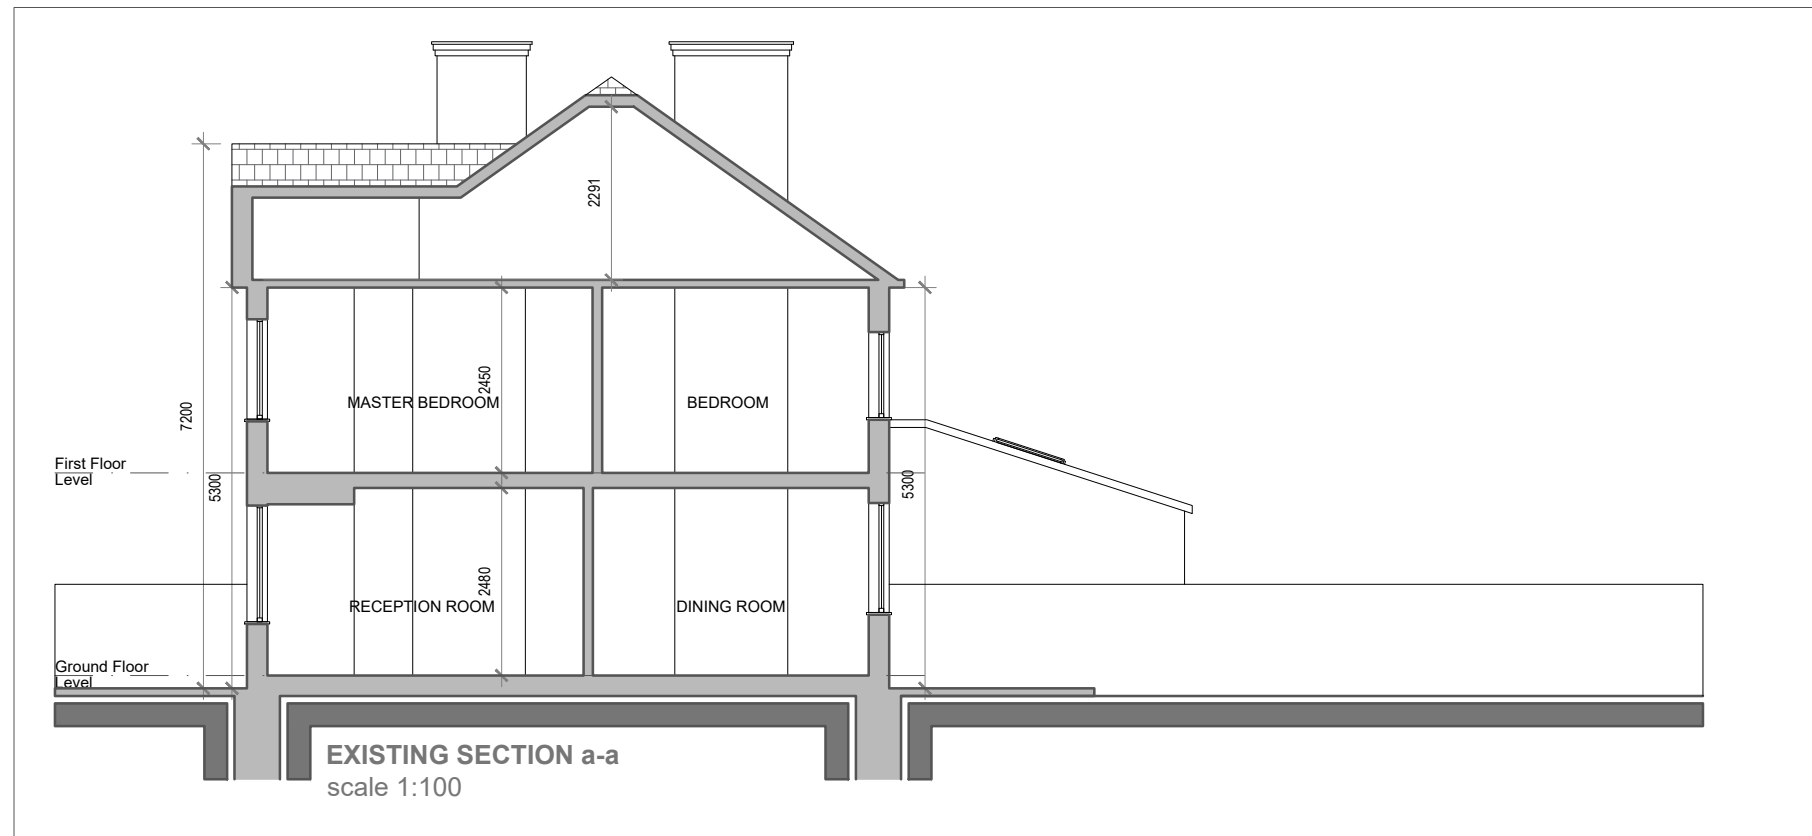 2291
2450
MASTER BEDROOM
BEDROOM
7200
First Floor
Level
5300
5300
2480
RECEPTION ROOM
DINING ROOM
Ground Floor
Level
EXISTING SECTION a-a
scale 1:100